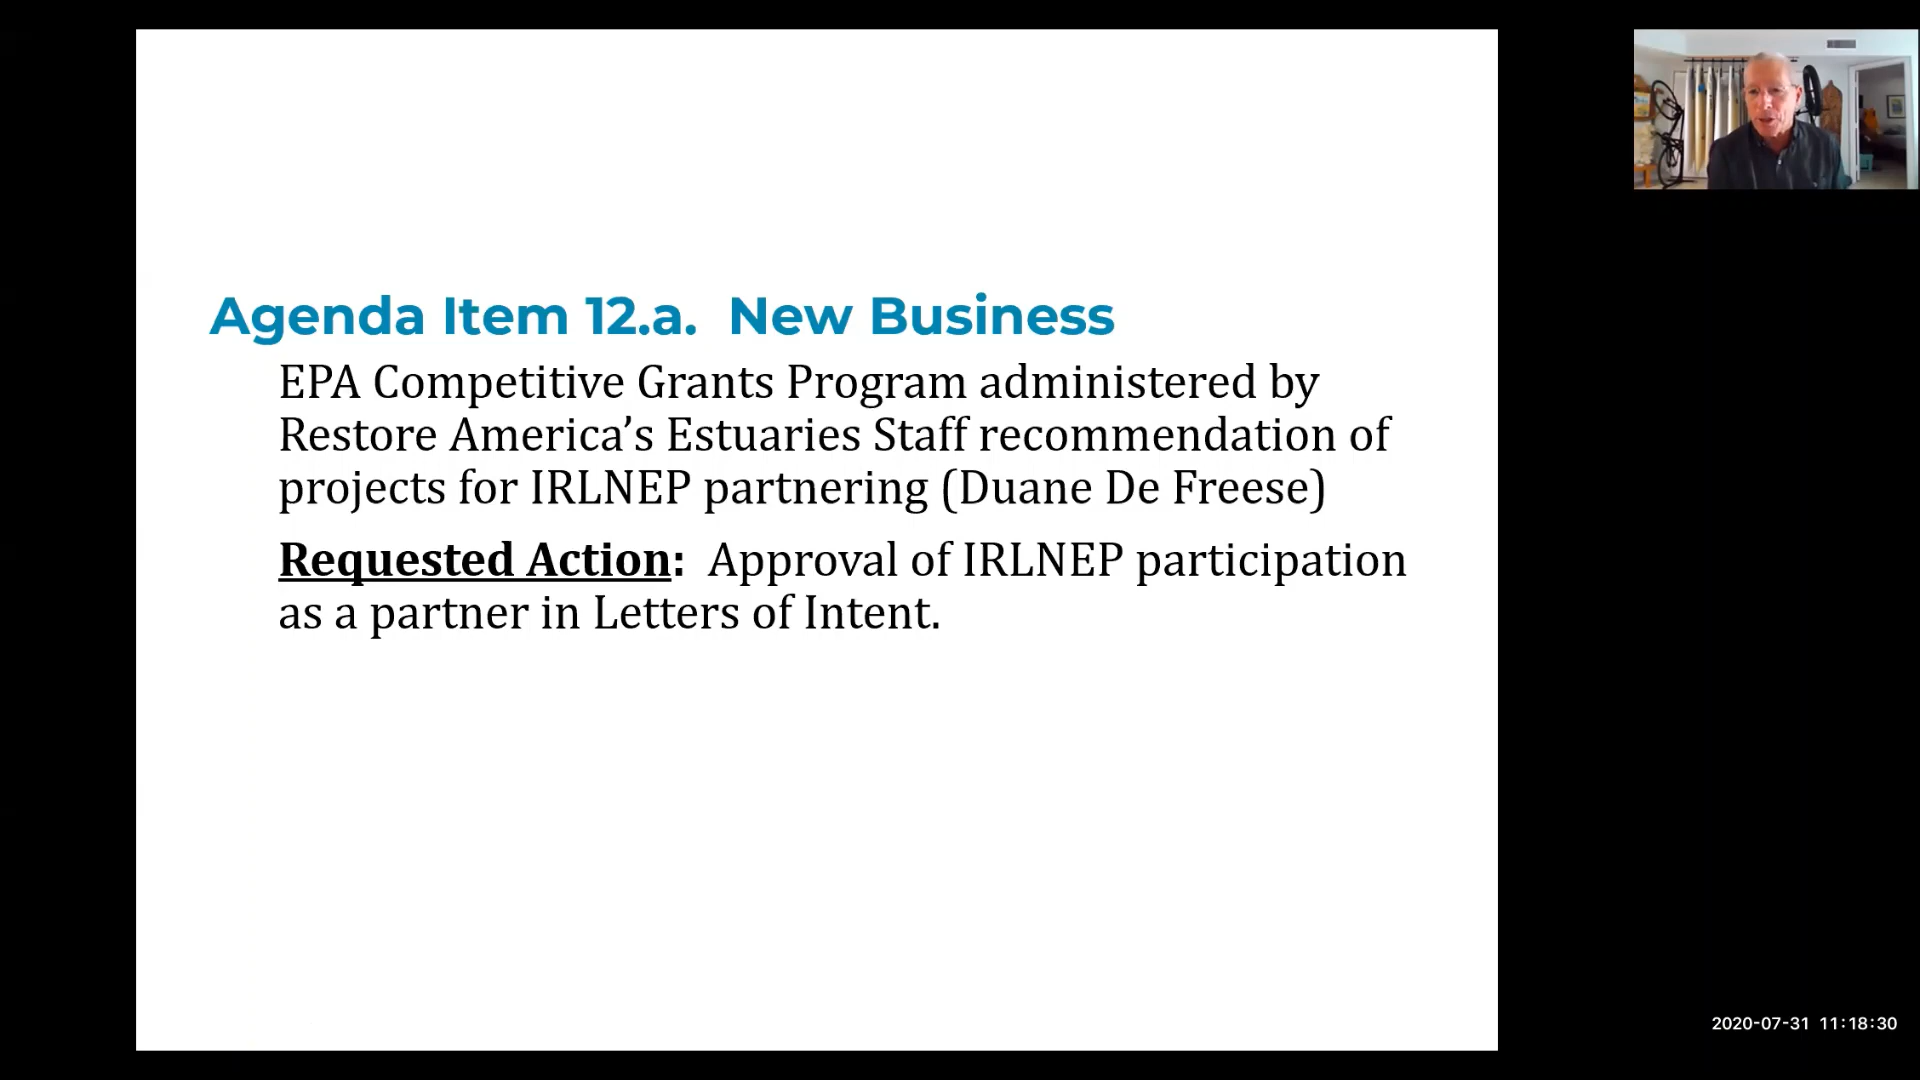 Agenda Item 12.a.  New Business
EPA Competitive Grants Program administered by
Restore America’s Estuaries Staff recommendation of
projects for IRLNEP partnering (Duane De Freese)
Requested Action:  Approval of IRLNEP participation
as a partner in Letters of Intent.
2020-07-31 11:18:30